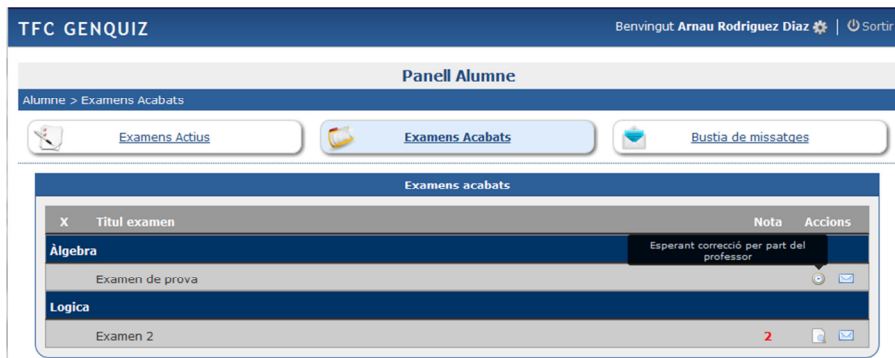 TFC GENQUIZ
Benvingut Arnau Rodriguez Diaz | Sortir
Panell Alumne
Alumne > Examens Acabats
Examens Actius
Examens Acabats
Bustia de missatges
Examens acabats
X Titul examen Nota Accions
Àlgebra
Esperant correcció per part del
professor
Examen de prova
Logica
Examen 2 2